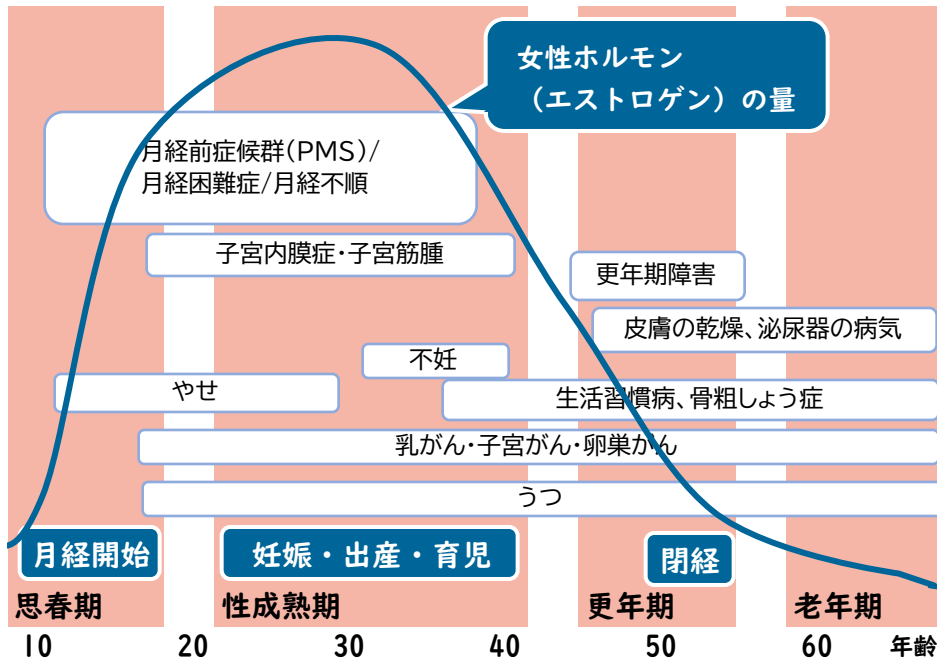 女性ホルモン
（エストロゲン）の量
月経前症候群(PMS)/
月経困難症/月経不順
子宮内膜症・子宮筋腫
更年期障害
皮膚の乾燥、泌尿器の病気
不妊
やせ
生活習慣病、骨粗しょう症
乳がん・子宮がん・卵巣がん
うつ
月経開始
妊娠・出産・育児
閉経
思春期
性成熟期
更年期
老年期
10 20 30 40 50 60 年齢